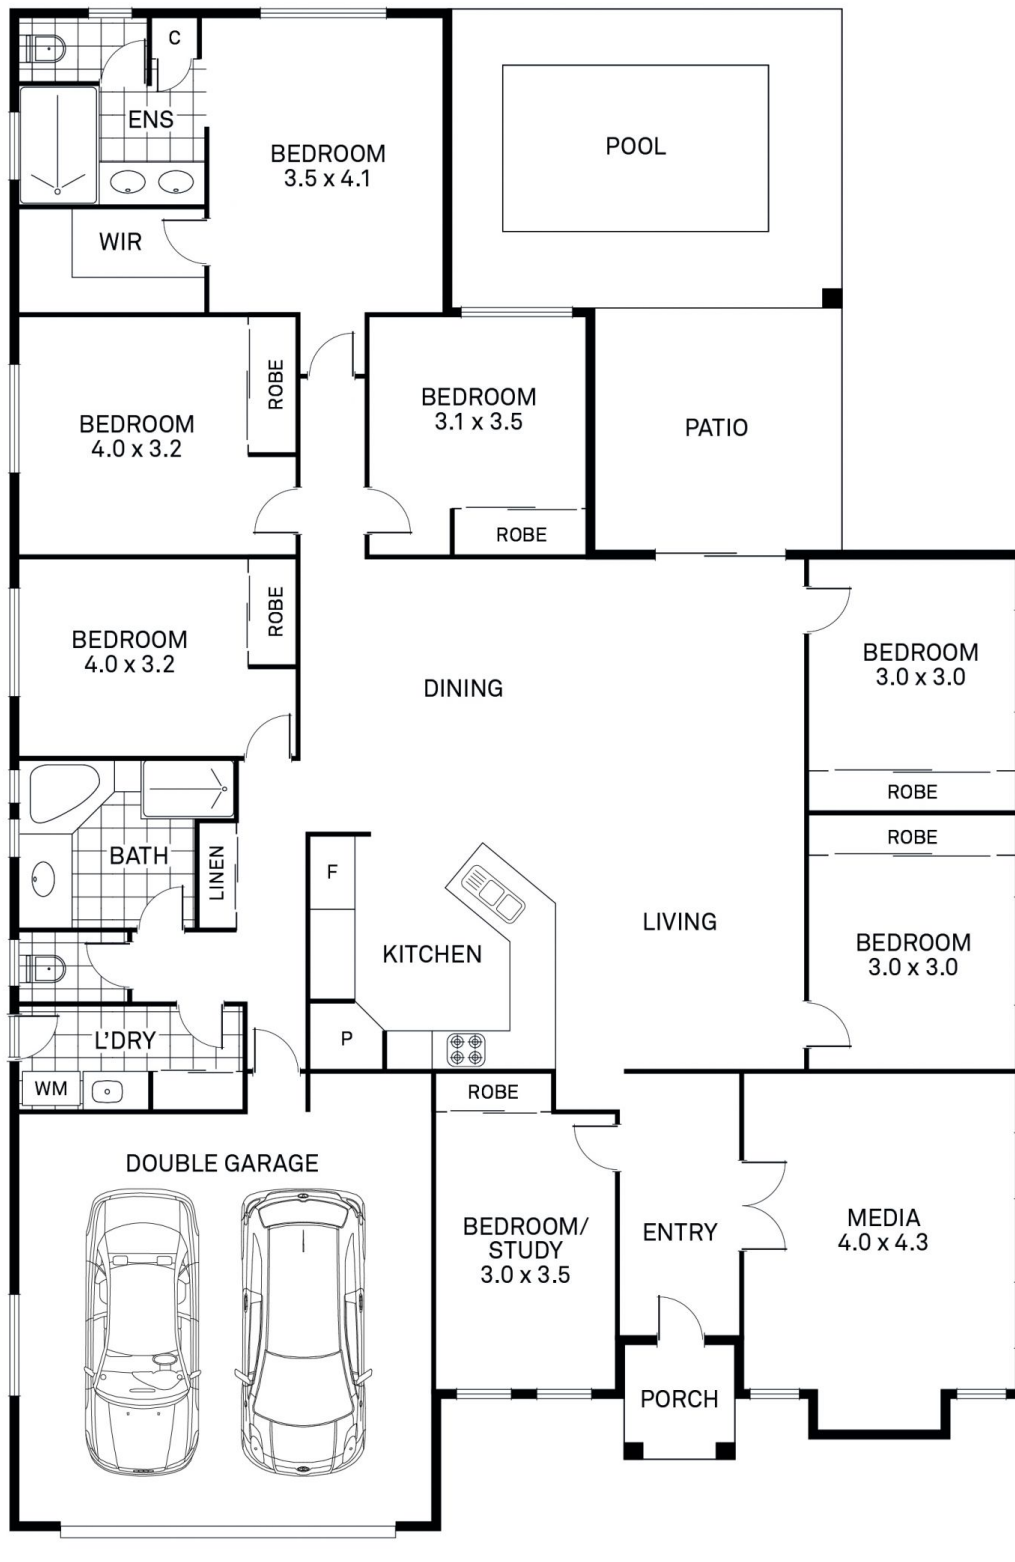 C
ENS
BEDROOM
3.5 x 4.1
POOL
WIR
ROBE
BEDROOM
4.0 x 3.2
BEDROOM
3.1 x 3.5
PATIO
ROBE
ROBE
BEDROOM
4.0 x 3.2
DINING
BEDROOM
3.0 x 3.0
ROBE
ROBE
BATH
LINEN
F
KITCHEN
LIVING
BEDROOM
3.0 x 3.0
L'DRY
P
WM
ROBE
DOUBLE GARAGE
BEDROOM/
STUDY
3.0 x 3.5
ENTRY
MEDIA
4.0 x 4.3
PORCH